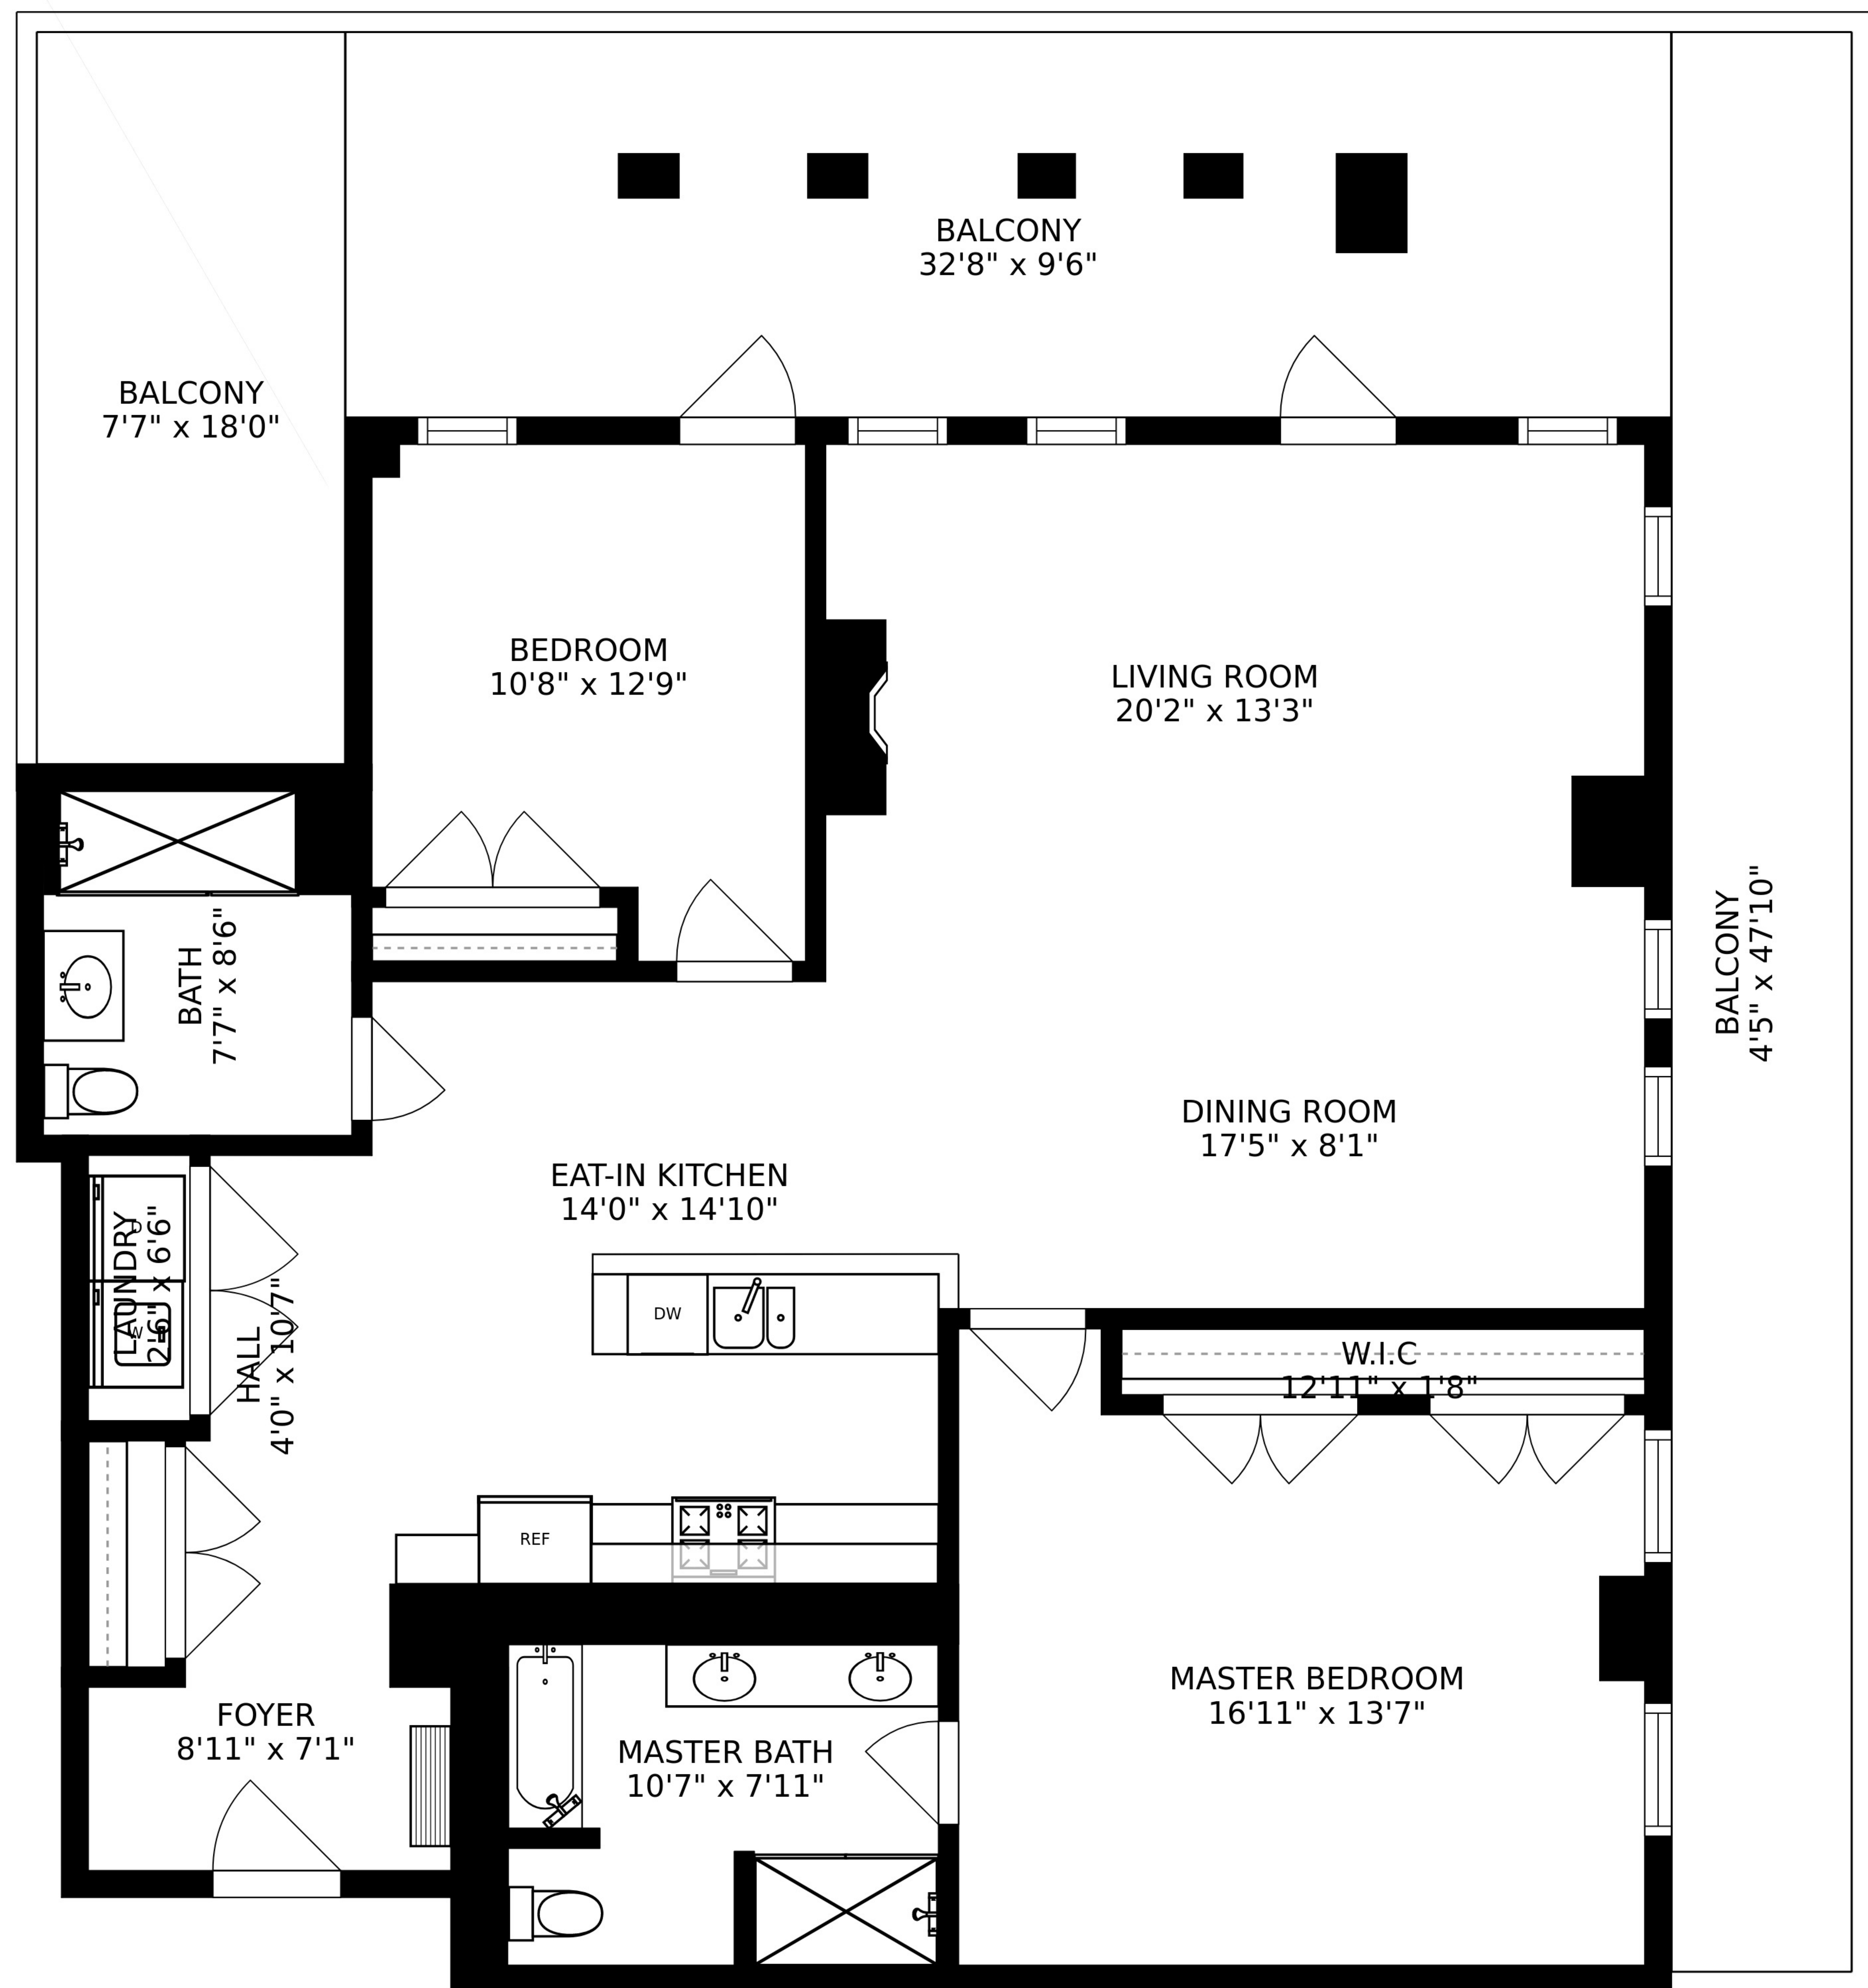 BALCONY
32'8" x 9'6"
BALCONY
7'7" x 18'0"
BEDROOM
10'8" x 12'9"
LIVING ROOM
20'2" x 13'3"
BATH
7'7" x 8'6"
BALCONY
4'5" x 47'10"
DINING ROOM
17'5" x 8'1"
EAT-IN KITCHEN
14'0" x 14'10"
LAUNDRY
2'6" x 6'6"
D
W
HALL
4'0" x 10'7"
DW
W.I.C
12'11" x 1'8"
REF
MASTER BEDROOM
16'11" x 13'7"
FOYER
8'11" x 7'1"
MASTER BATH
10'7" x 7'11"